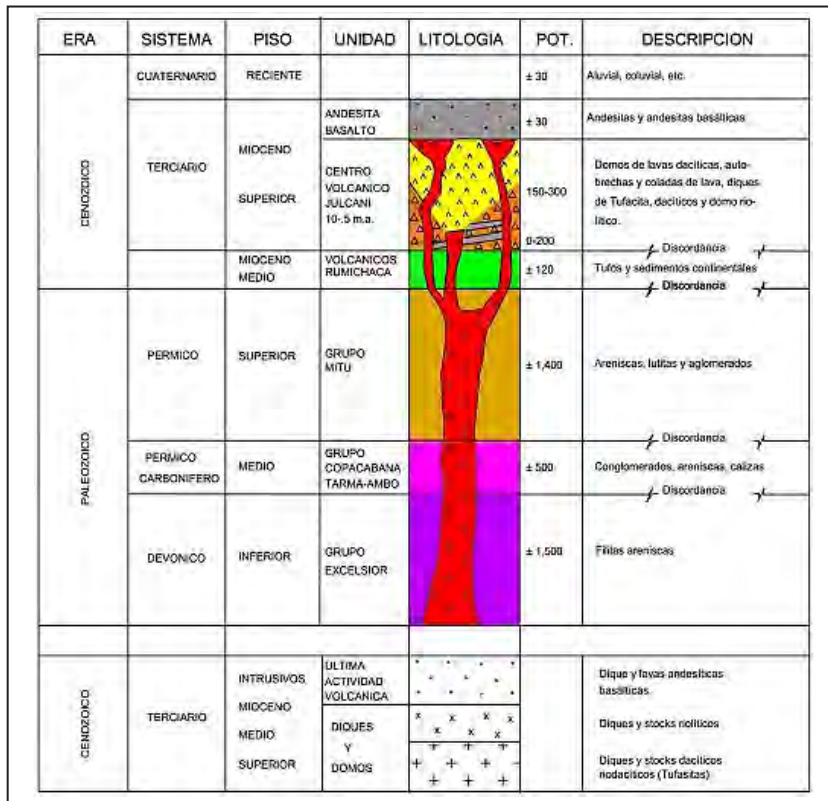 ERA SISTEMA PISO UNIDAD LITOLOGIA POT. DESCRIPCION
CENOZOICO
CUATERNARIO RECIENTE ± 30 Aluvial, coluvial, etc.
TERCIARIO
MIOCENO
SUPERIOR
ANDESITA
BASALTO
± 30
Andesitas y andesitas basálticas
CENTRO
VOLCANICO
JULCANI
10-.5 m.a.
150-300
0-200
Domos de lavas dacíticas, auto-
brechas y coladas de lava, diques
de Tufacita, dacíticos y domo rio-
lítico.
Discordancia
MIOCENO
MEDIO
VOLCANICOS
RUMICHACA
± 120
Tufos y sedimentos continentales
Discordancia
PALEOZOICO
PERMICO SUPERIOR
GRUPO
MITU
± 1,400
Areniscas, lutitas y aglomerados
Discordancia
PERMICO
CARBONIFERO
MEDIO
GRUPO
COPACABANA
TARMA-AMBO
± 500
Conglomerados, areniscas, calizas
Discordancia
DEVONICO INFERIOR
GRUPO
EXCELSIOR
± 1,500
Filitas areniscas
CENOZOICO
TERCIARIO
INTRUSIVOS
MIOCENO
MEDIO
SUPERIOR
ULTIMA
ACTIVIDAD
VOLCANICA
Dique y lavas andesíticas
basálticas.
DIQUES
Y
DOMOS
Diques y stocks riolíticos
Diques y stocks dacíticos
riodacíticos (Tufasitas)